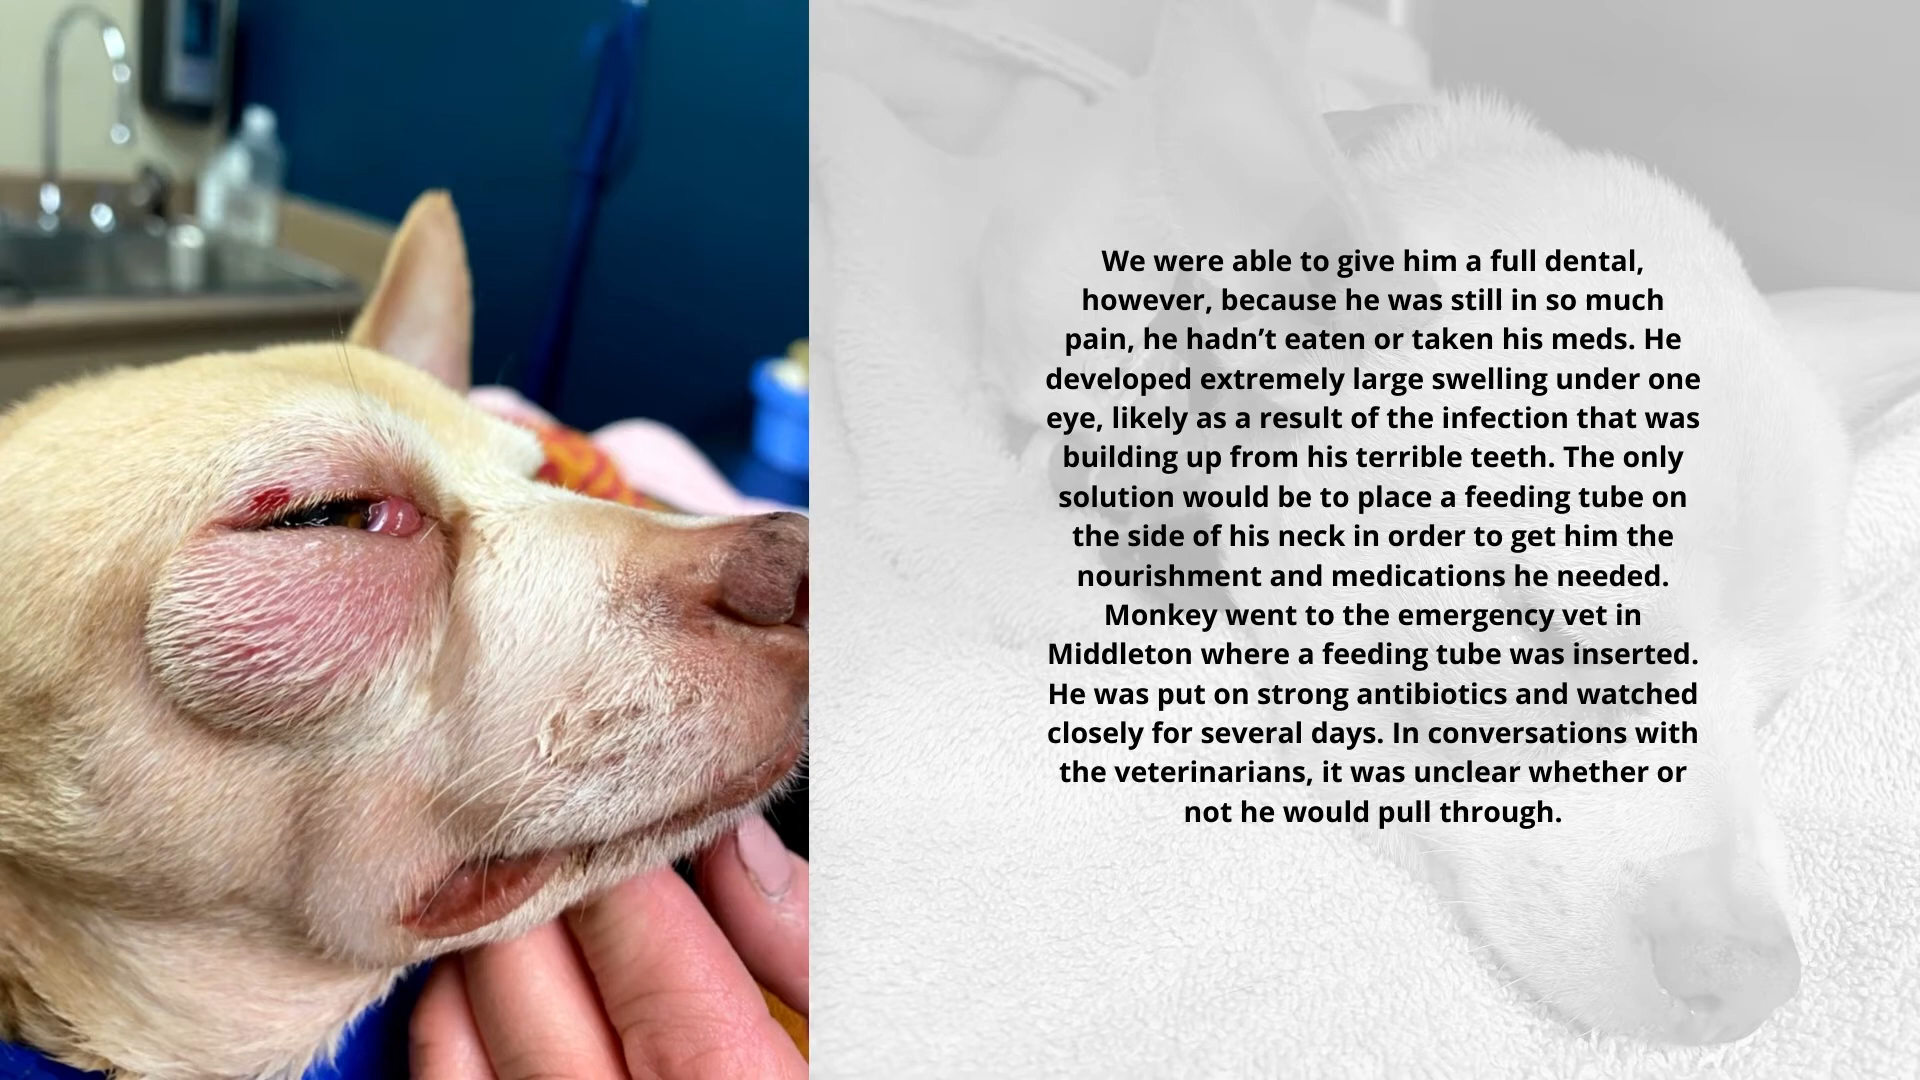 We were able to give him a full dental,
however, because he was still in so much
pain, he hadn’t eaten or taken his meds. He
developed extremely large swelling under one
eye, likely as a result of the infection that was
building up from his terrible teeth. The only
solution would be to place a feeding tube on
the side of his neck in order to get him the
nourishment and medications he needed.
Monkey went to the emergency vet in
Middleton where a feeding tube was inserted.
He was put on strong antibiotics and watched
closely for several days. In conversations with
the veterinarians, it was unclear whether or
not he would pull through.